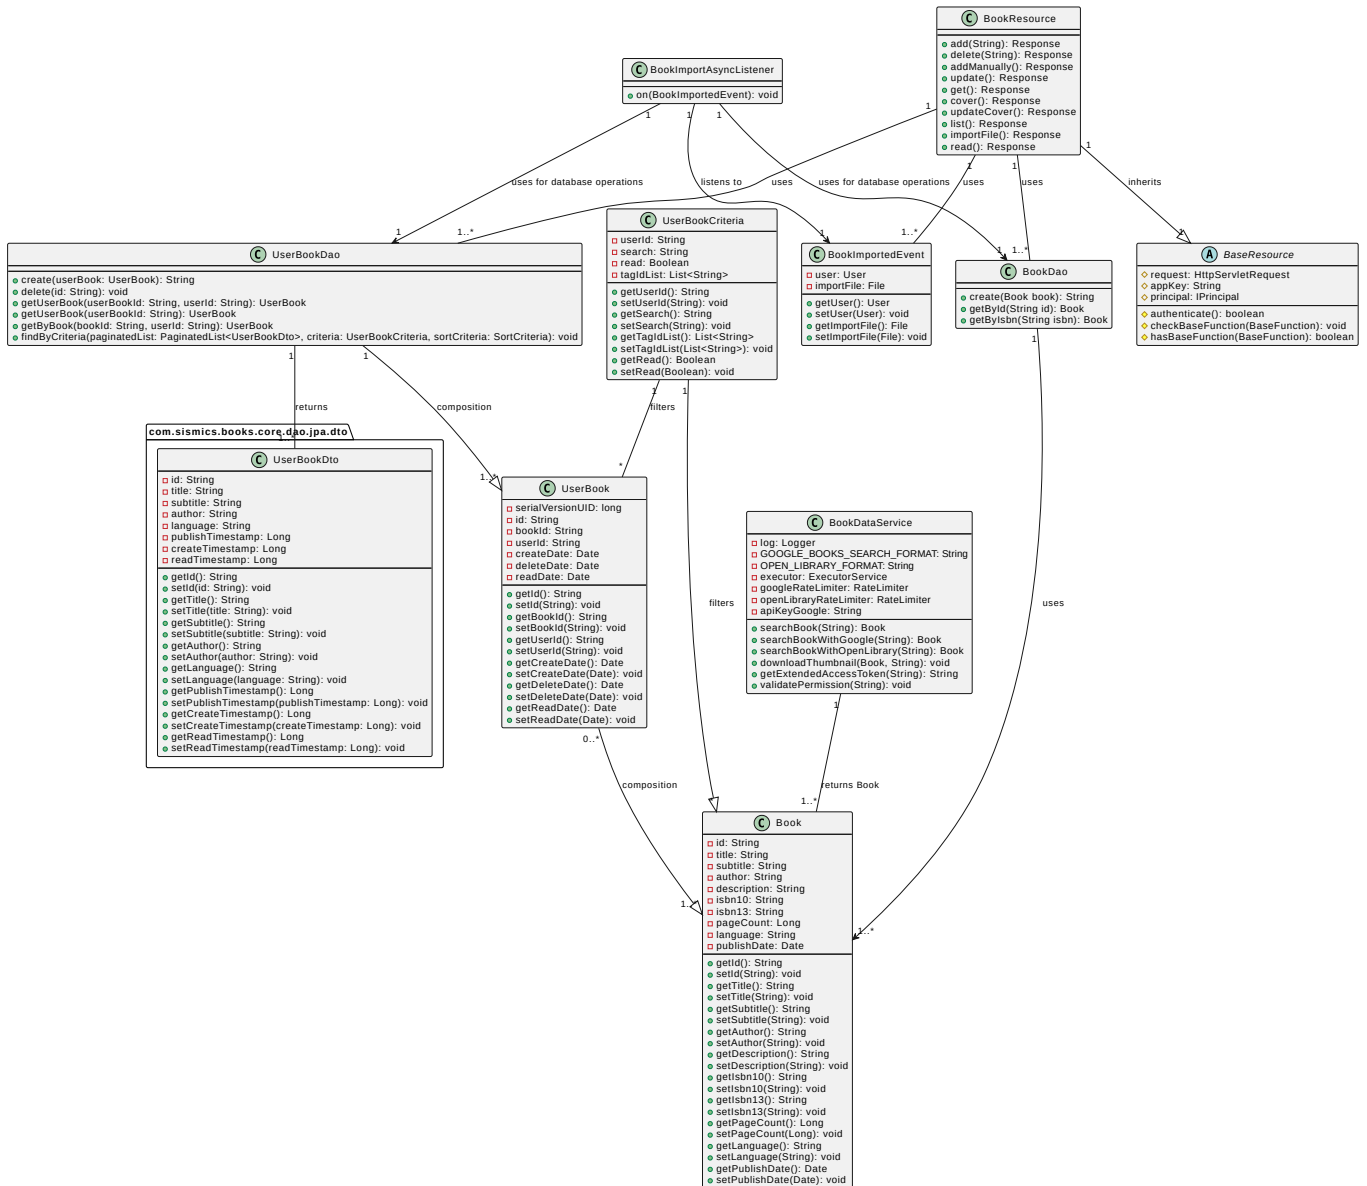 C BookResource
add(String): Response
delete(String): Response
addManually(): Response
update(): Response
get(): Response
cover(): Response
updateCover(): Response
list(): Response
importFile(): Response
read(): Response
C BookImportAsyncListener
on(BookImportedEvent): void
1
1
1
1
1
1
1
uses for database operations
listens to
uses
uses for database operations
uses
uses
inherits
1
1..*
1
1..*
1
1..*
1
C UserBookDao
create(userBook: UserBook): String
delete(id: String): void
getUserBook(userBookId: String, userId: String): UserBook
getUserBook(userBookId: String): UserBook
getByBook(bookId: String, userId: String): UserBook
findByCriteria(paginatedList: PaginatedList<UserBookDto>, criteria: UserBookCriteria, sortCriteria: SortCriteria): void
C UserBookCriteria
userId: String
search: String
read: Boolean
tagIdList: List<String>
getUserId(): String
setUserId(String): void
getSearch(): String
setSearch(String): void
getTagIdList(): List<String>
setTagIdList(List<String>): void
getRead(): Boolean
setRead(Boolean): void
C BookImportedEvent
user: User
importFile: File
getUser(): User
setUser(User): void
getImportFile(): File
setImportFile(File): void
C BookDao
create(Book book): String
getById(String id): Book
getByIsbn(String isbn): Book
A BaseResource
request: HttpServletRequest
appKey: String
principal: IPrincipal
authenticate(): boolean
checkBaseFunction(BaseFunction): void
hasBaseFunction(BaseFunction): boolean
1
1
1
1
1
returns
composition
filters
com.sismics.books.core.dao.jpa.dto
1..*
1..*
*
C UserBookDto
id: String
title: String
subtitle: String
author: String
language: String
publishTimestamp: Long
createTimestamp: Long
readTimestamp: Long
getId(): String
setId(id: String): void
getTitle(): String
setTitle(title: String): void
getSubtitle(): String
setSubtitle(subtitle: String): void
getAuthor(): String
setAuthor(author: String): void
getLanguage(): String
setLanguage(language: String): void
getPublishTimestamp(): Long
setPublishTimestamp(publishTimestamp: Long): void
getCreateTimestamp(): Long
setCreateTimestamp(createTimestamp: Long): void
getReadTimestamp(): Long
setReadTimestamp(readTimestamp: Long): void
C UserBook
serialVersionUID: long
id: String
bookId: String
userId: String
createDate: Date
deleteDate: Date
readDate: Date
getId(): String
setId(String): void
getBookId(): String
setBookId(String): void
getUserId(): String
setUserId(String): void
getCreateDate(): Date
setCreateDate(Date): void
getDeleteDate(): Date
setDeleteDate(Date): void
getReadDate(): Date
setReadDate(Date): void
C BookDataService
log: Logger
GOOGLE_BOOKS_SEARCH_FORMAT: String
OPEN_LIBRARY_FORMAT: String
executor: ExecutorService
googleRateLimiter: RateLimiter
openLibraryRateLimiter: RateLimiter
apiKeyGoogle: String
searchBook(String): Book
searchBookWithGoogle(String): Book
searchBookWithOpenLibrary(String): Book
downloadThumbnail(Book, String): void
getExtendedAccessToken(String): String
validatePermission(String): void
filters
uses
1
0..*
composition
returns Book
1..*
1..*
1..*
C Book
id: String
title: String
subtitle: String
author: String
description: String
isbn10: String
isbn13: String
pageCount: Long
language: String
publishDate: Date
getId(): String
setId(String): void
getTitle(): String
setTitle(String): void
getSubtitle(): String
setSubtitle(String): void
getAuthor(): String
setAuthor(String): void
getDescription(): String
setDescription(String): void
getIsbn10(): String
setIsbn10(String): void
getIsbn13(): String
setIsbn13(String): void
getPageCount(): Long
setPageCount(Long): void
getLanguage(): String
setLanguage(String): void
getPublishDate(): Date
setPublishDate(Date): void